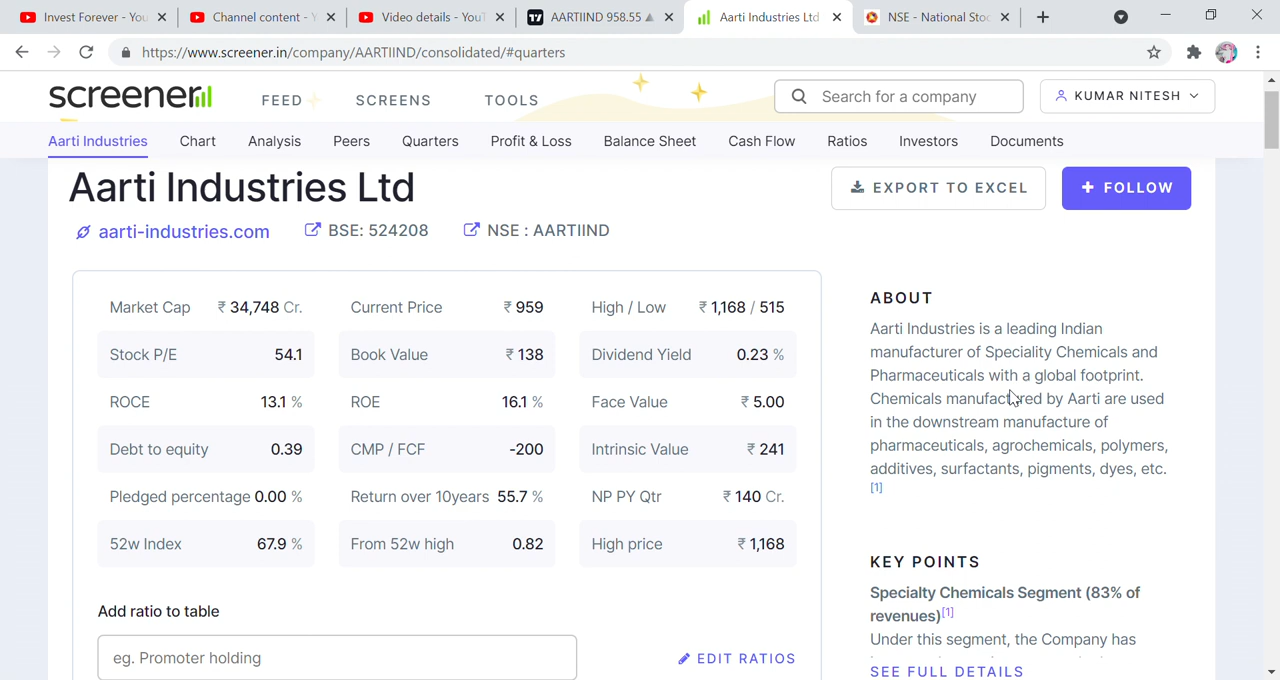 Invest Forever - You
Channel content - Y
Video details - YouT
AARTIIND 958.55
Aarti Industries Ltd
NSE - National Stoc
https://www.screener.in/company/AARTIIND/consolidated/#quarters
screener
FEED
SCREENS
TOOLS
Search for a company
KUMAR NITESH
Aarti Industries
Chart
Analysis
Peers
Quarters
Profit & Loss
Balance Sheet
Cash Flow
Ratios
Investors
Documents
Aarti Industries Ltd
EXPORT TO EXCEL
+ FOLLOW
aarti-industries.com
BSE: 524208
NSE : AARTIIND
Market Cap ₹ 34,748 Cr.
Current Price ₹ 959
High / Low ₹ 1,168 / 515
Stock P/E 54.1
Book Value ₹ 138
Dividend Yield 0.23 %
ROCE 13.1 %
ROE 16.1 %
Face Value ₹ 5.00
Debt to equity 0.39
CMP / FCF -200
Intrinsic Value ₹ 241
Pledged percentage 0.00 %
Return over 10years 55.7 %
NP PY Qtr ₹ 140 Cr.
52w Index 67.9 %
From 52w high 0.82
High price ₹ 1,168
Add ratio to table
eg. Promoter holding
EDIT RATIOS
ABOUT
Aarti Industries is a leading Indian
manufacturer of Speciality Chemicals and
Pharmaceuticals with a global footprint.
Chemicals manufactured by Aarti are used
in the downstream manufacture of
pharmaceuticals, agrochemicals, polymers,
additives, surfactants, pigments, dyes, etc.
[1]
KEY POINTS
Specialty Chemicals Segment (83% of
revenues)[1]
Under this segment, the Company has
SEE FULL DETAILS